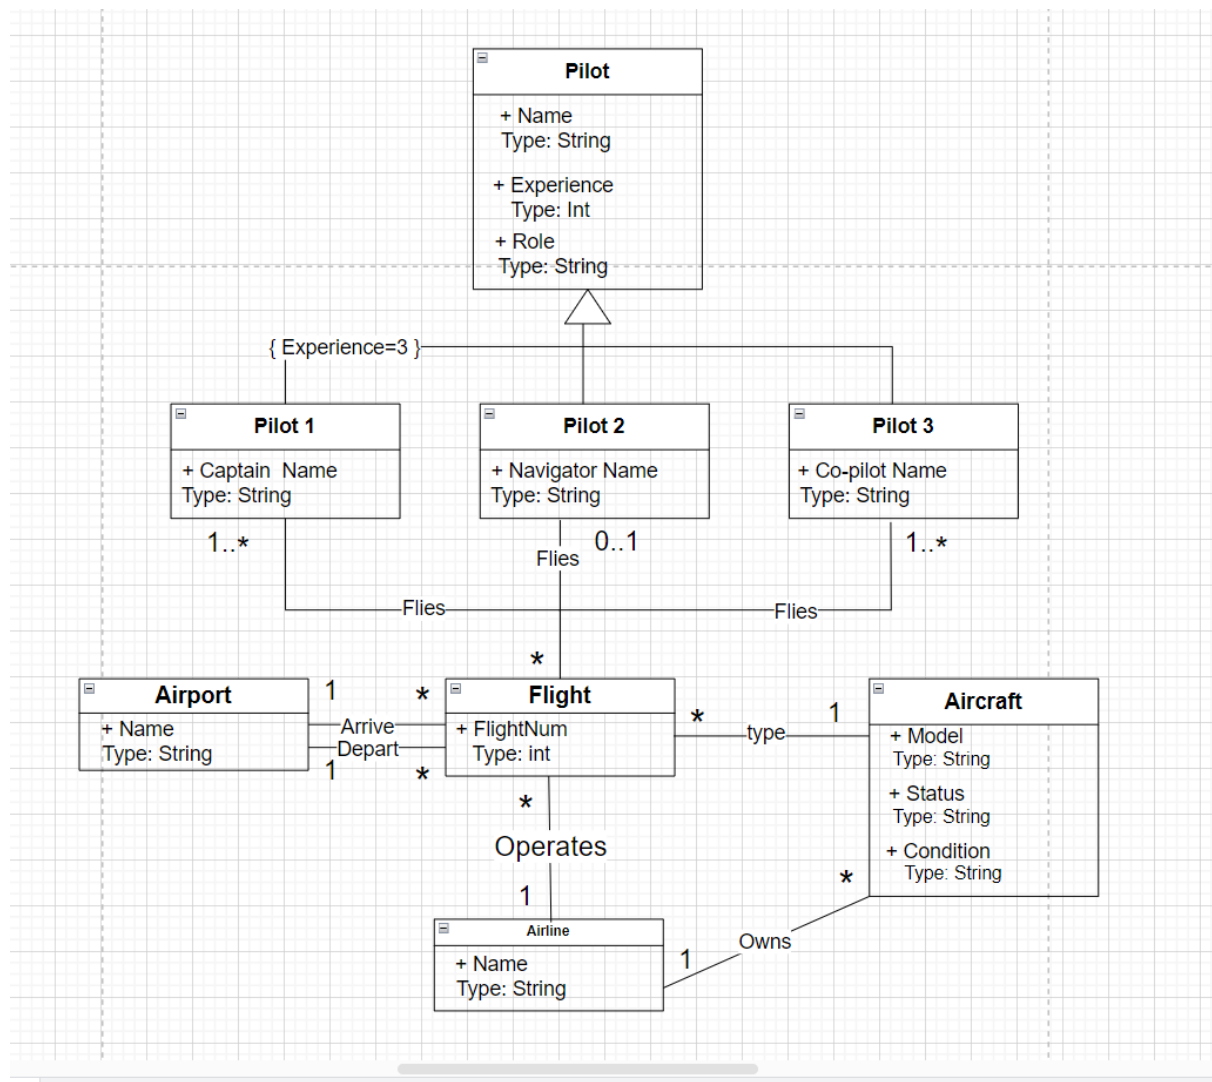 Pilot
+ Name
Type: String
+ Experience
Type: Int
+ Role
Type: String
{ Experience=3 }
Pilot 1
+ Captain  Name
Type: String
Pilot 2
+ Navigator Name
Type: String
Pilot 3
+ Co-pilot Name
Type: String
1..*
Flies
0..1
1..*
Flies
Flies
*
Airport
+ Name
Type: String
1
*
Arrive
Depart
1
*
Flight
+ FlightNum
Type: int
*
type
1
Aircraft
+ Model
Type: String
+ Status
Type: String
+ Condition
Type: String
*
Operates
1
*
Owns
1
Airline
+ Name
Type: String